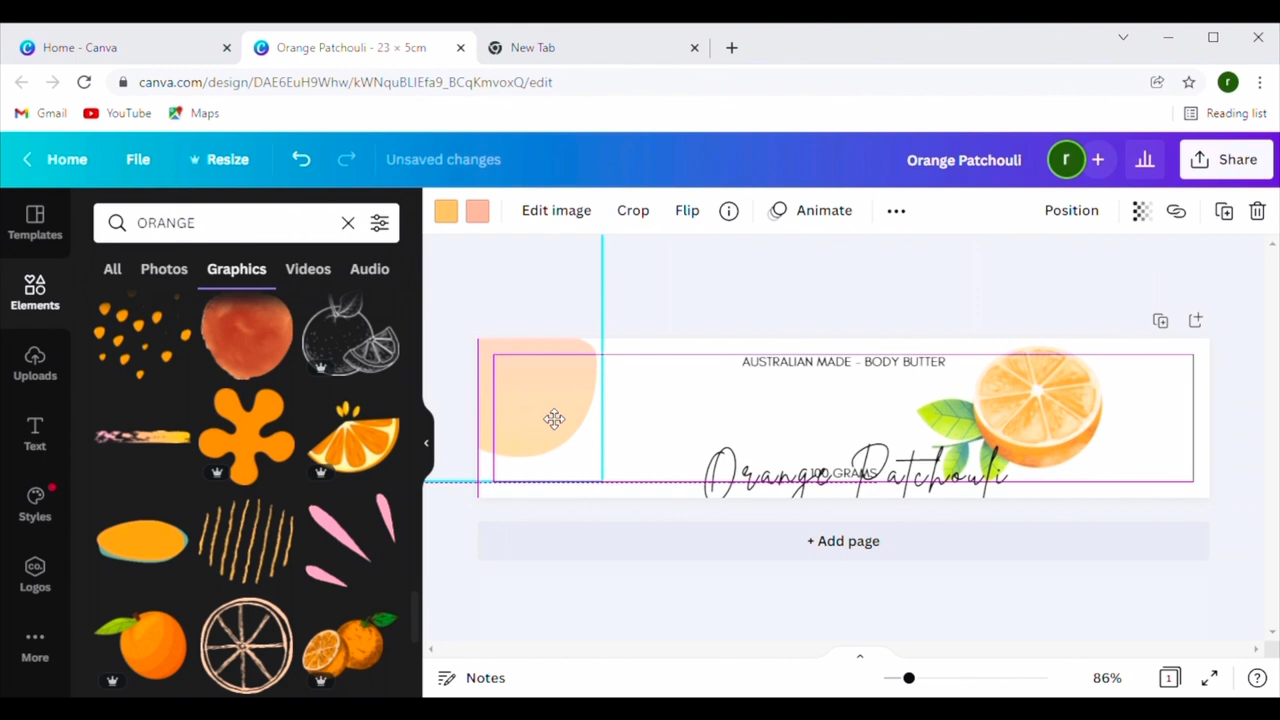 Home - Canva
Orange Patchouli - 23 × 5cm
New Tab
canva.com/design/DAE6EuH9Whw/kWNquBLIEfa9_BCqKmvoxQ/edit
r
Gmail
YouTube
Maps
Reading list
Home
File
Resize
Unsaved changes
Orange Patchouli
r
Share
Templates
Elements
Uploads
Text
Styles
Logos
CO.
More
ORANGE
All
Photos
Graphics
Videos
Audio
Edit image
Crop
Flip
Animate
Position
AUSTRALIAN MADE - BODY BUTTER
Orange Patchouli
100 GRAMS
+ Add page
Notes
86%
1